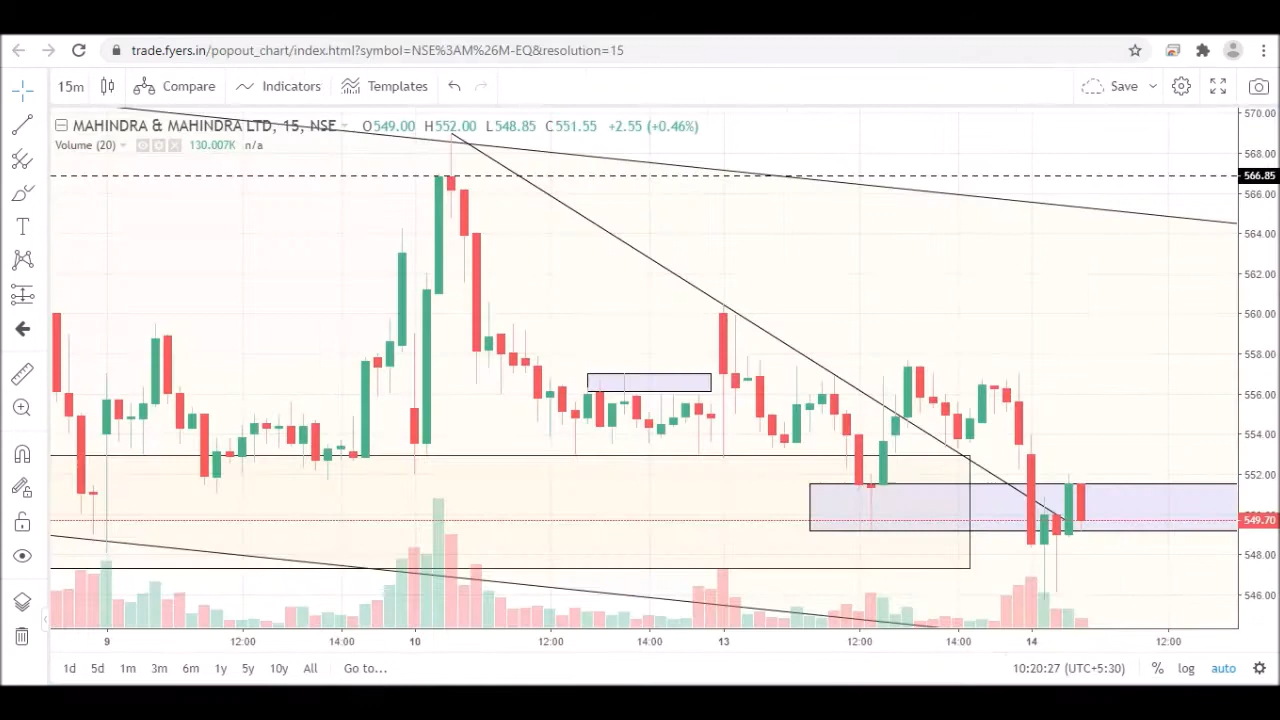 trade.fyers.in/popout_chart/index.html?symbol=NSE%3AM%26M-EQ&resolution=15
15m Compare Indicators Templates Save
MAHINDRA & MAHINDRA LTD, 15, NSE O549.00 H552.00 L548.85 C551.55 +2.55 (+0.46%)
Volume (20) 130.007K n/a
570.00
568.00
566.85
566.00
564.00
562.00
560.00
558.00
556.00
554.00
552.00
549.70
548.00
546.00
9 12:00 14:00 10 12:00 14:00 13 12:00 14:00 14 12:00
1d 5d 1m 3m 6m 1y 5y 10y All Go to... 10:20:27 (UTC+5:30) % log auto